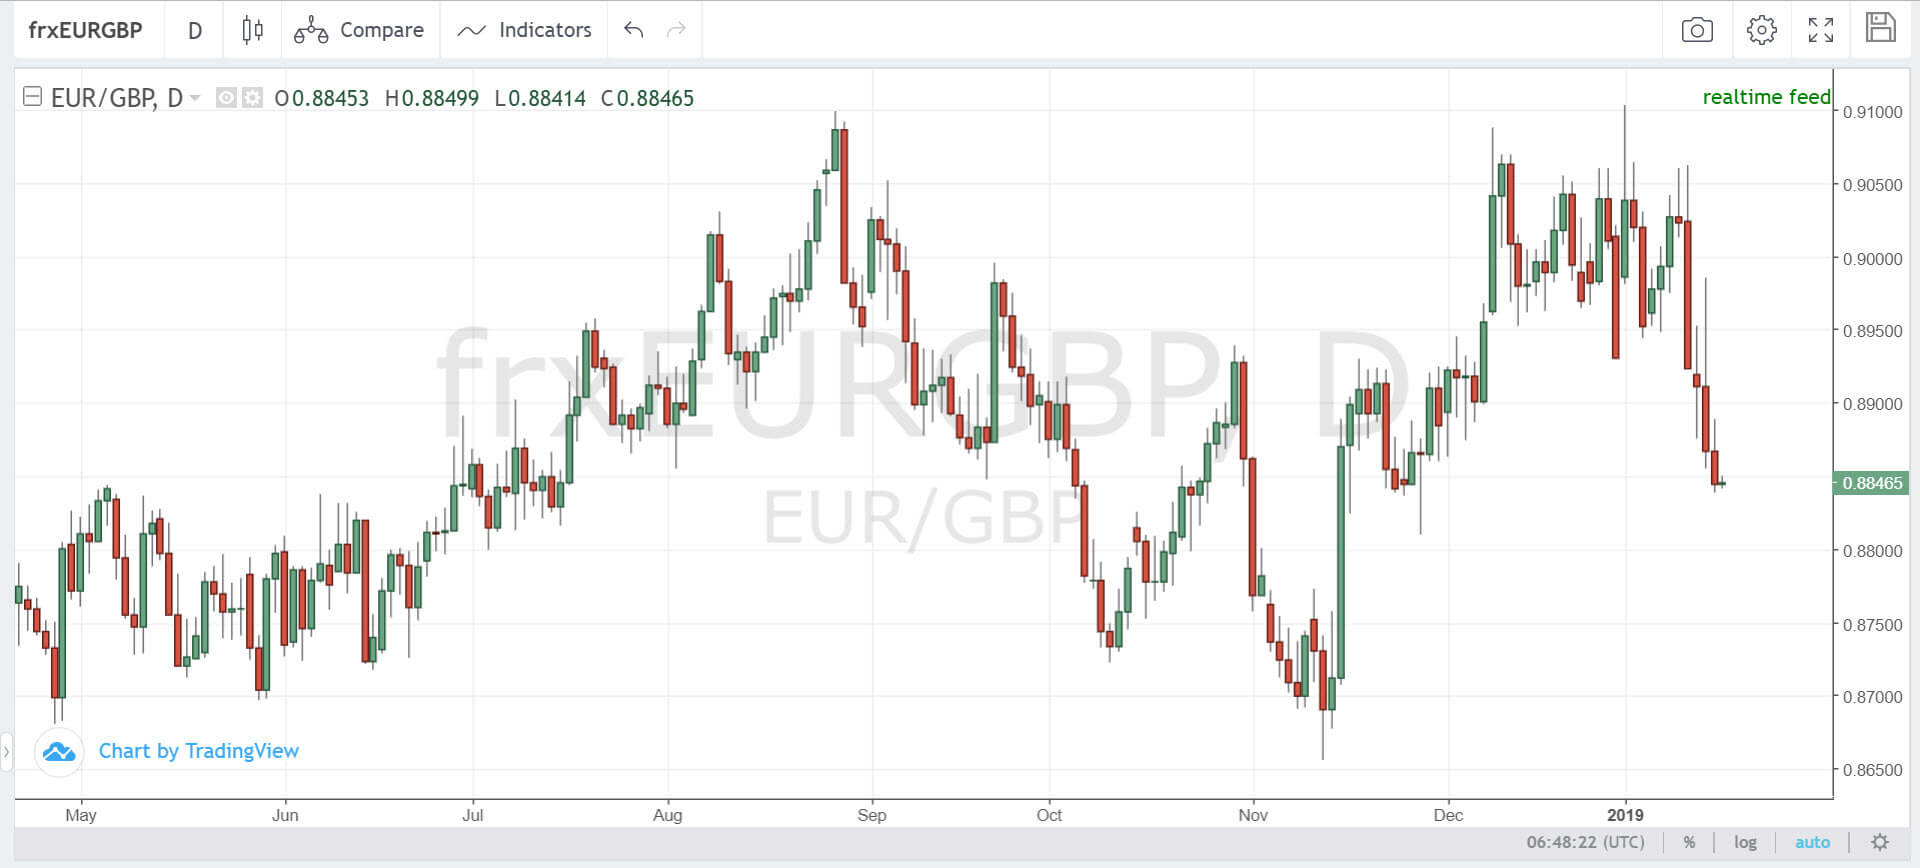 frxEURGBP D Compare Indicators
EUR/GBP, D O0.88453 H0.88499 L0.88414 C0.88465
realtime feed
0.91000
0.90500
0.90000
0.89500
0.89000
0.88465
0.88000
0.87500
0.87000
0.86500
frxEURGBP, D
EUR/GBP
Chart by TradingView
May Jun Jul Aug Sep Oct Nov Dec 2019
06:48:22 (UTC) % log auto